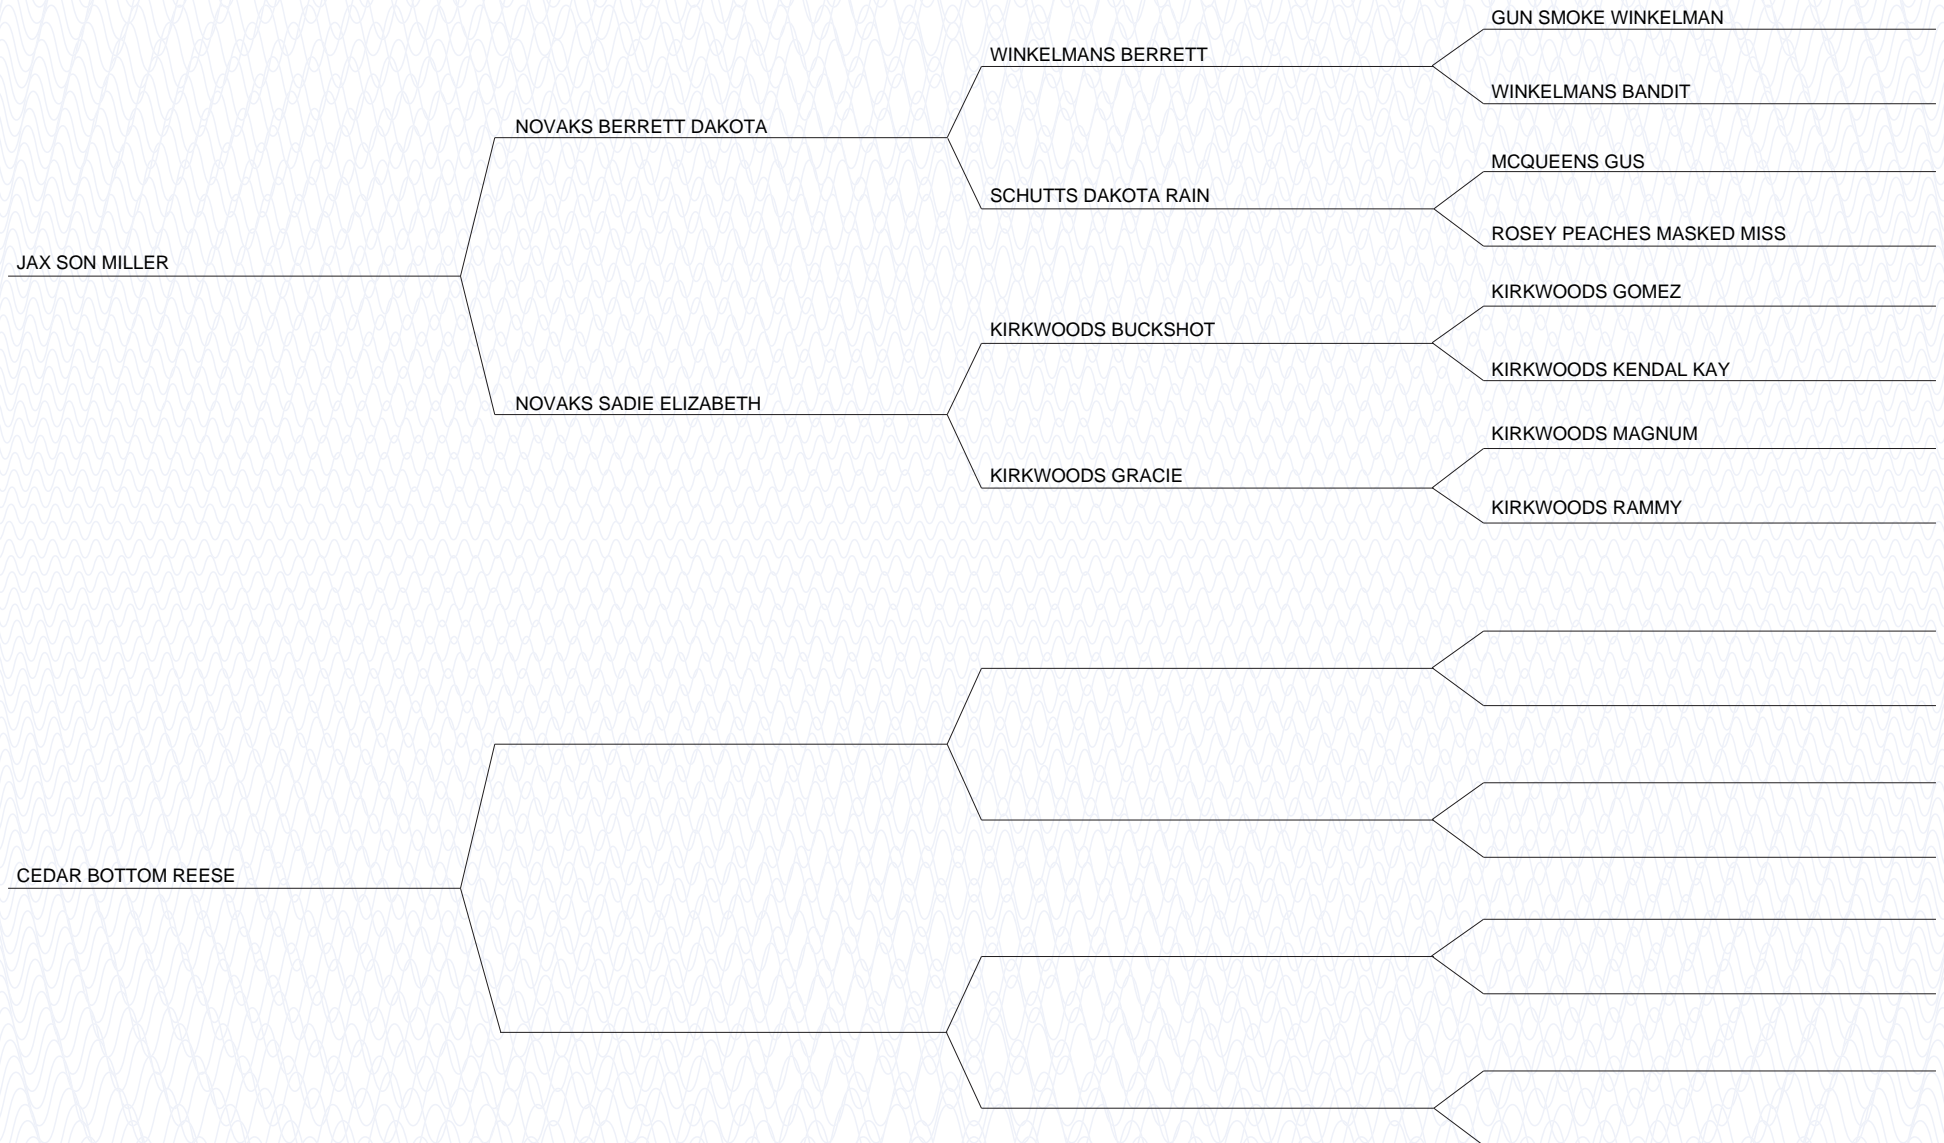 GUN SMOKE WINKELMAN
WINKELMANS BERRETT
WINKELMANS BANDIT
NOVAKS BERRETT DAKOTA
MCQUEENS GUS
SCHUTTS DAKOTA RAIN
ROSEY PEACHES MASKED MISS
JAX SON MILLER
KIRKWOODS GOMEZ
KIRKWOODS BUCKSHOT
KIRKWOODS KENDAL KAY
NOVAKS SADIE ELIZABETH
KIRKWOODS MAGNUM
KIRKWOODS GRACIE
KIRKWOODS RAMMY
CEDAR BOTTOM REESE